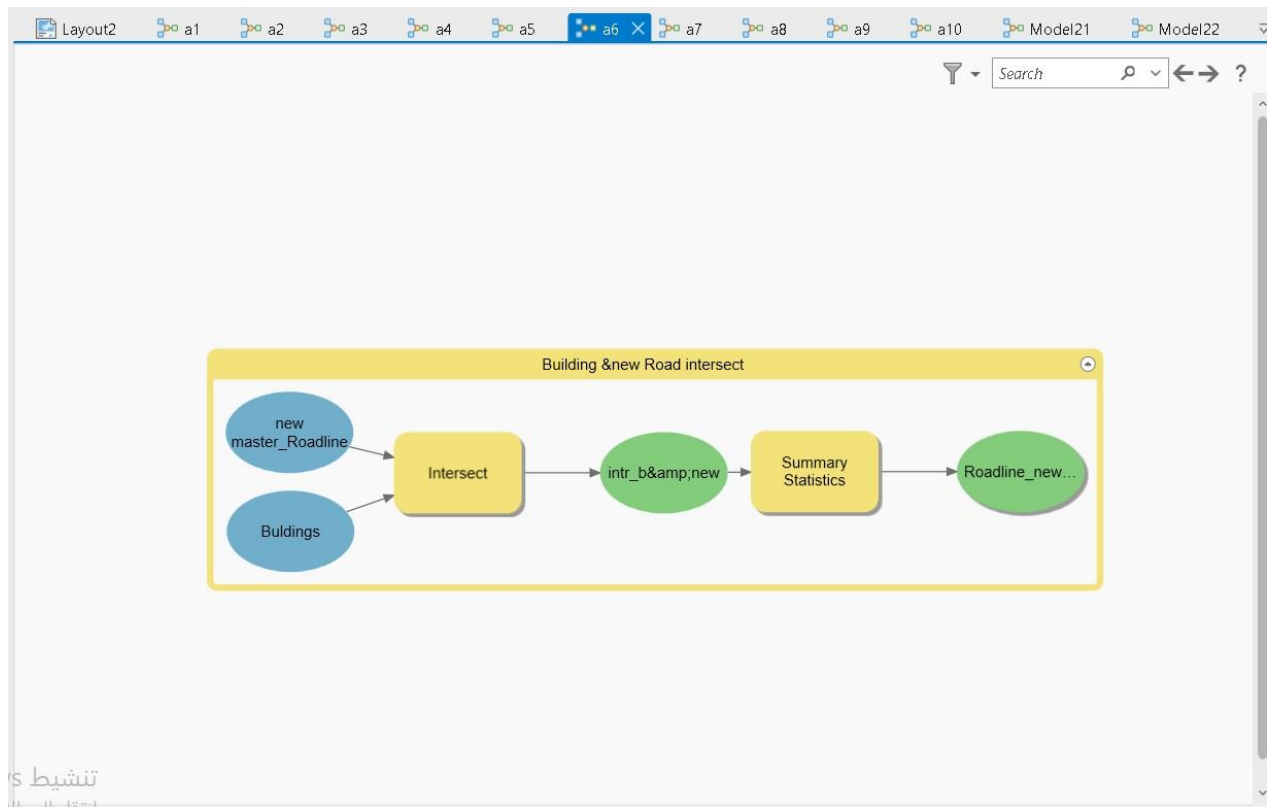 Layout2 a1 a2 a3 a4 a5 a6 a7 a8 a9 a10 Model21 Model22
Search ?
Building &new Road intersect
new
master_Roadline
Intersect
intr_b&amp;new
Summary
Statistics
Roadline_new...
Buldings
تنشيط